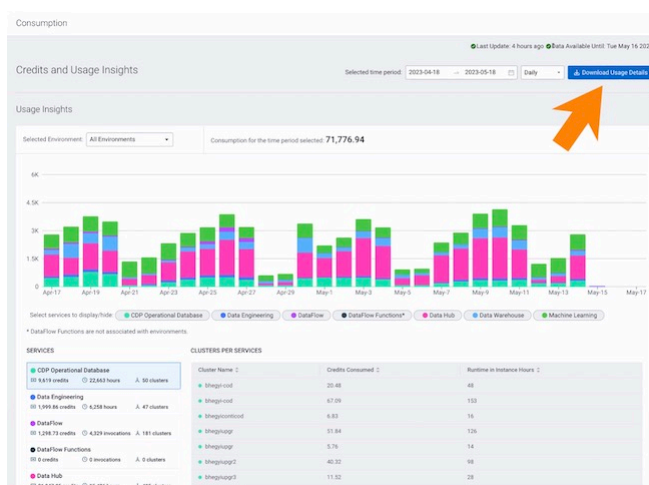 Consumption
Last Update: 4 hours ago Data Available Until: Tue May 16 202
Credits and Usage Insights
Selected time period: 2023-04-18 → 2023-05-18 Daily Download Usage Details
Usage Insights
Selected Environment: All Environments
Consumption for the time period selected: 71,776.94
6K
4.5K
3K
1.5K
0
Apr-17 Apr-19 Apr-21 Apr-23 Apr-25 Apr-27 Apr-29 May-1 May-3 May-5 May-7 May-9 May-11 May-13 May-15 May-17
Select services to display/hide: CDP Operational Database Data Engineering DataFlow DataFlow Functions* Data Hub Data Warehouse Machine Learning
* DataFlow Functions are not associated with environments.
SERVICES
CLUSTERS PER SERVICES
CDP Operational Database
9,619 credits 22,663 hours 50 clusters
Data Engineering
1,999.86 credits 6,258 hours 47 clusters
DataFlow
1,298.73 credits 4,329 invocations 181 clusters
DataFlow Functions
0 credits 0 invocations 0 clusters
Data Hub
Cluster Name Credits Consumed Runtime in Instance Hours
bhegyi-cod 20.48 48
bhegyi-cod 67.09 153
bhegyiconticod 6.83 16
bhegyiupgr 51.84 126
bhegyiupgr 5.76 14
bhegyiupgr2 40.32 98
bhegyiupgr3 11.52 28